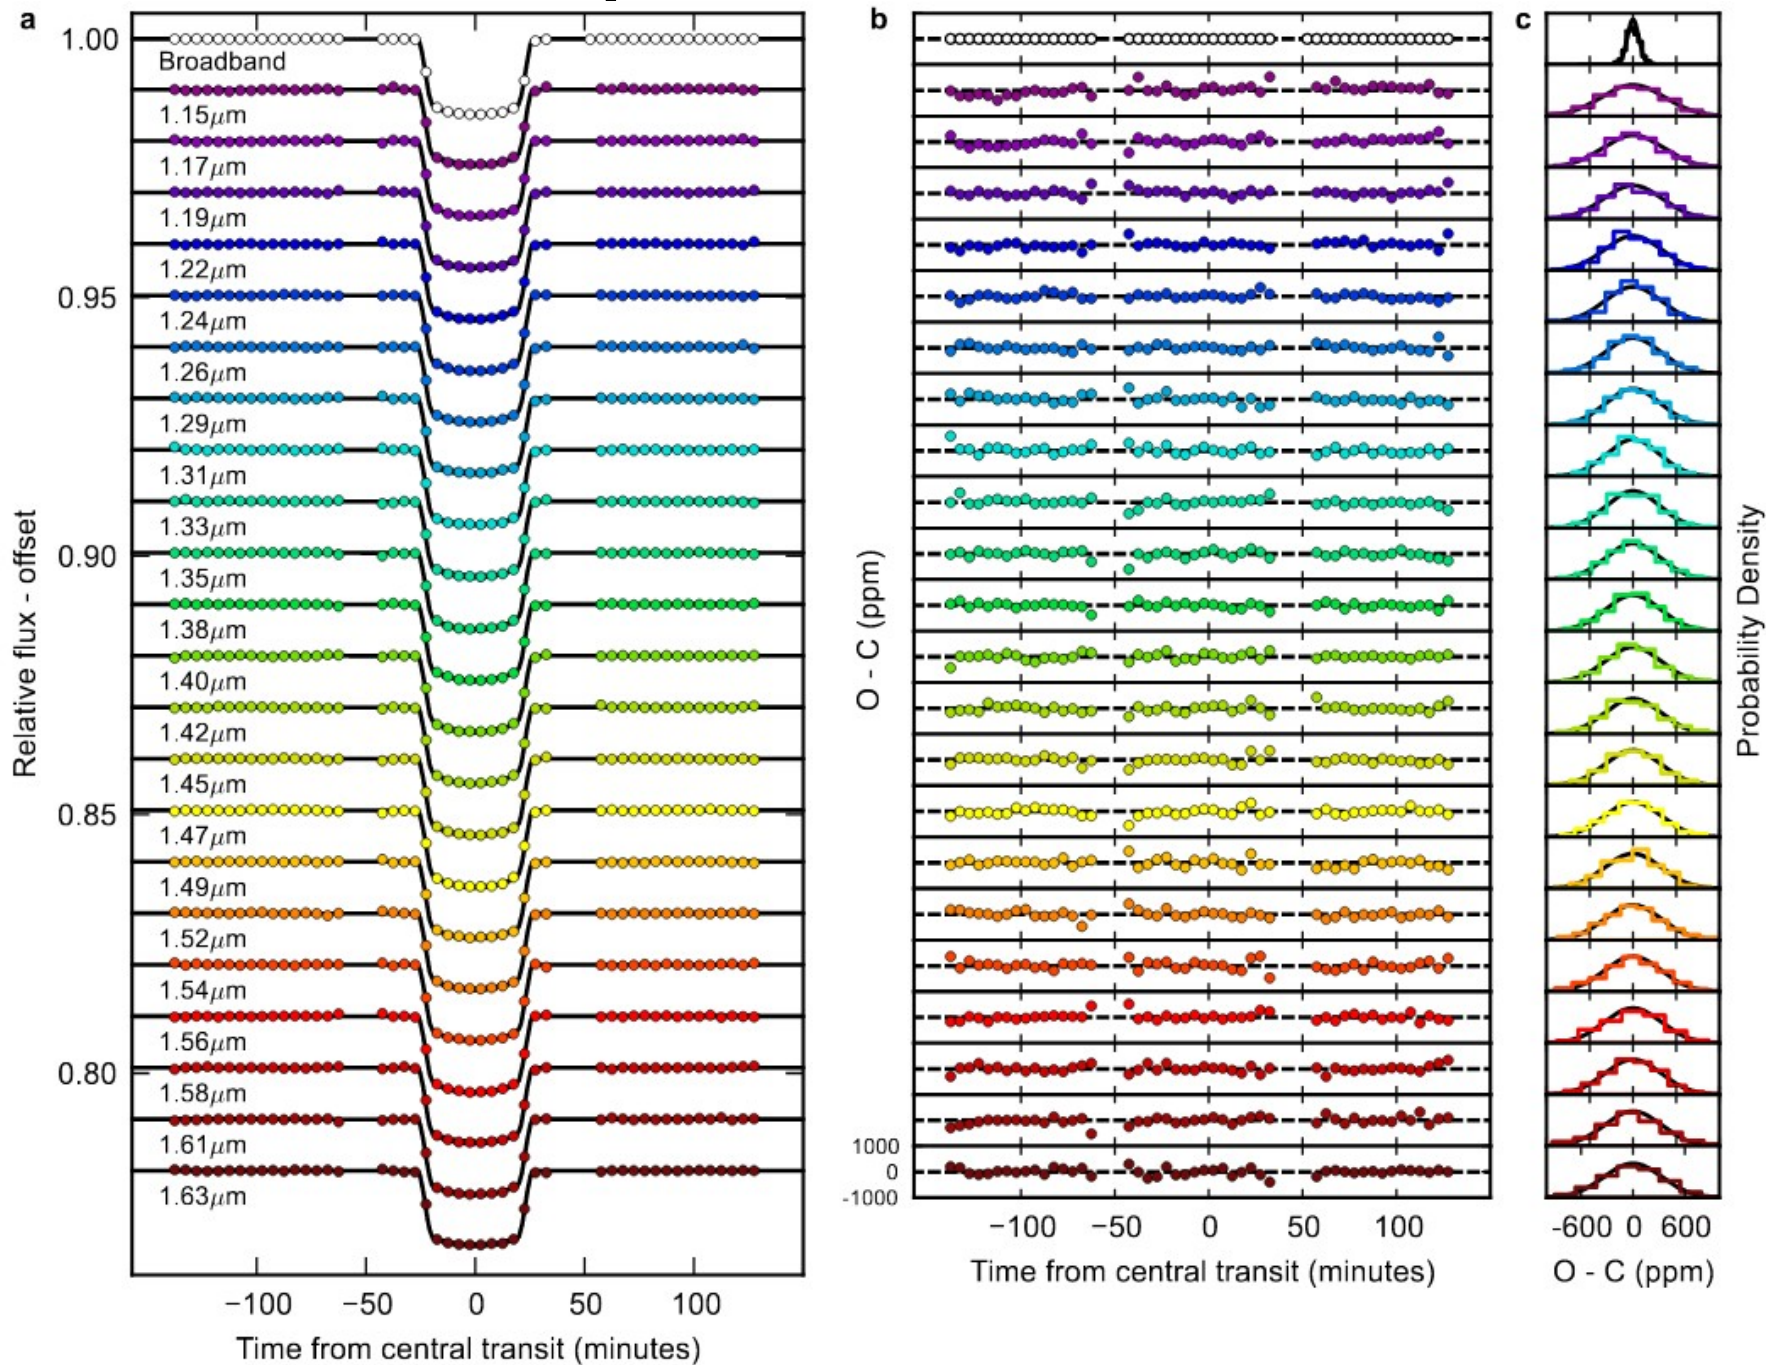 a
b
c
1.00
0.95
0.90
0.85
0.80
Relative flux - offset
Broadband
1.15μm
1.17μm
1.19μm
1.22μm
1.24μm
1.26μm
1.29μm
1.31μm
1.33μm
1.35μm
1.38μm
1.40μm
1.42μm
1.45μm
1.47μm
1.49μm
1.52μm
1.54μm
1.56μm
1.58μm
1.61μm
1.63μm
−100 −50 0 50 100
Time from central transit (minutes)
O - C (ppm)
1000
0
-1000
−100 −50 0 50 100
Time from central transit (minutes)
Probability Density
-600 0 600
O - C (ppm)